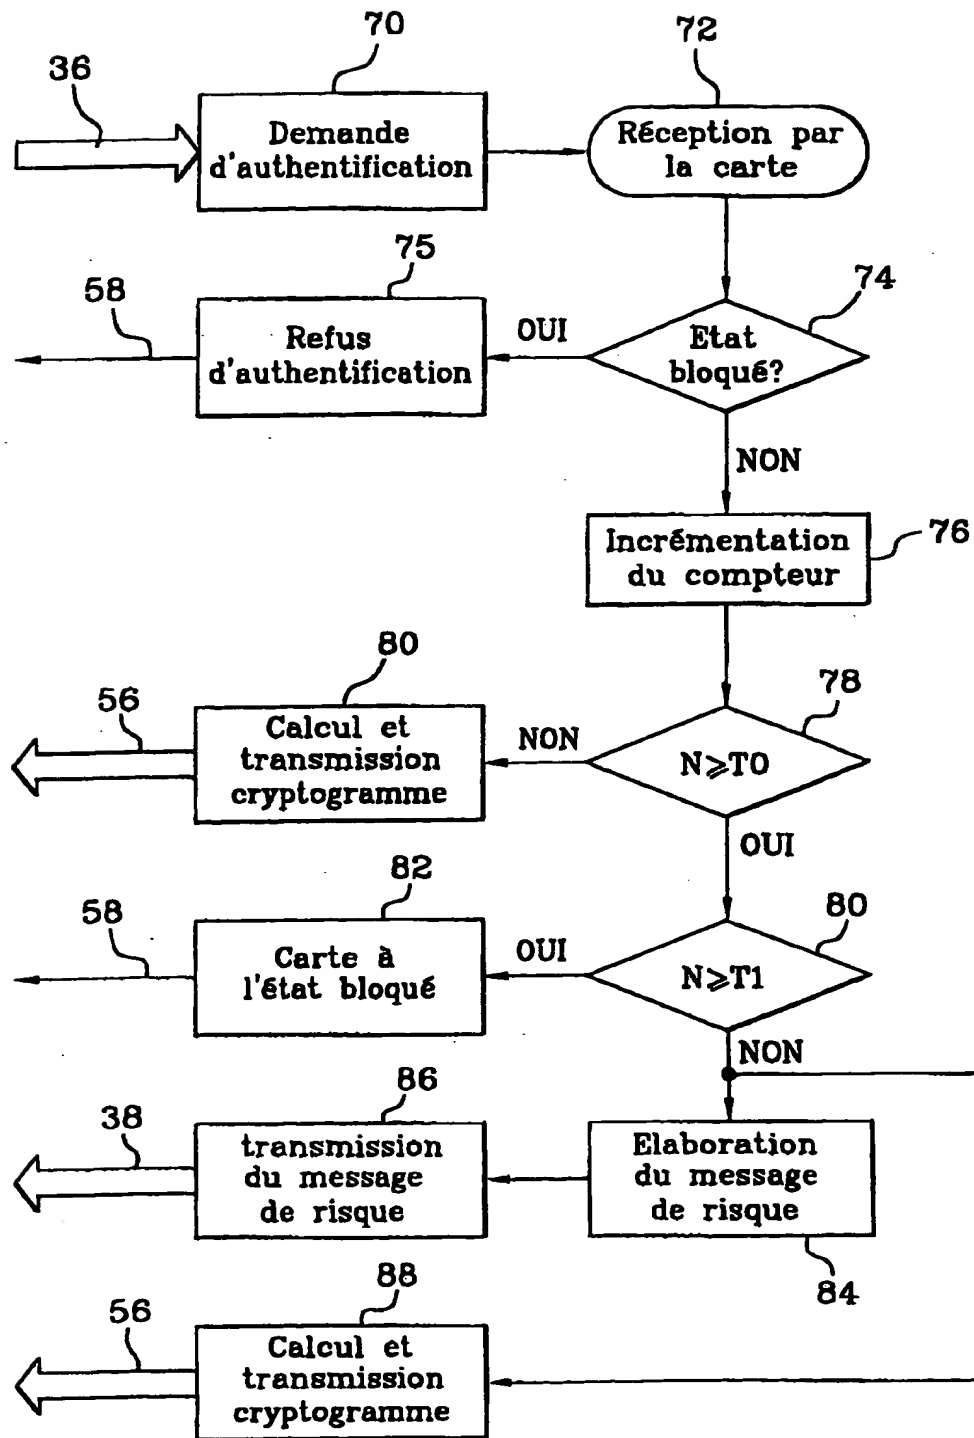 70
72
36
Demande
d'authentification
Réception par
la carte
75
58
74
Refus
d'authentification
OUI
Etat
bloqué?
NON
76
Incrémentation
du compteur
80
56
78
Calcul et
transmission
cryptogramme
NON
N⩾T0
OUI
82
58
80
Carte à
l'état bloqué
OUI
N⩾T1
NON
86
38
transmission
du message
de risque
Elaboration
du message
de risque
84
88
56
Calcul et
transmission
cryptogramme